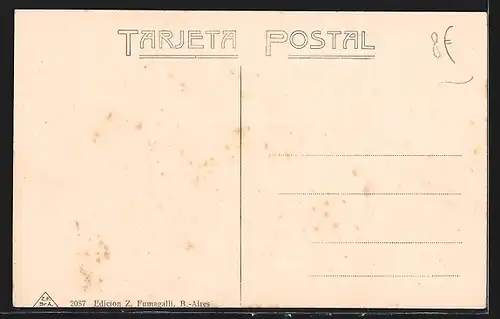 TARJETA POSTAL
8€
2087 Edicion Z. Fumagalli. B.-Aires